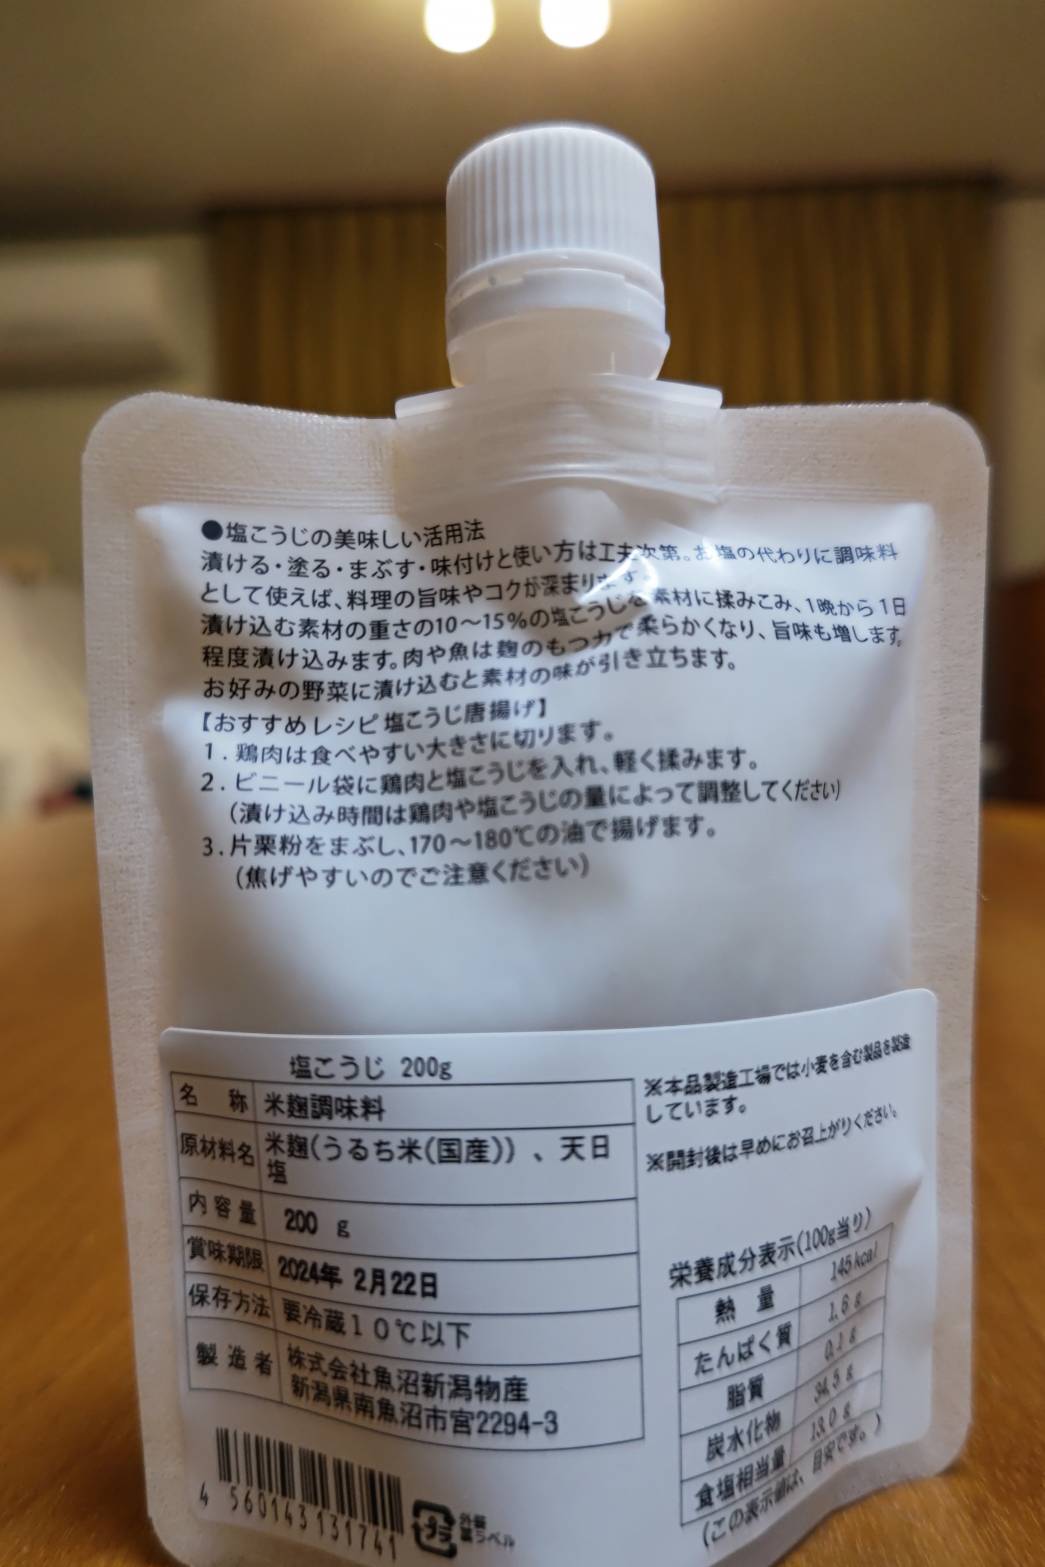 ●塩こうじの美味しい活用法
漬ける・塗る・まぶす・味付けと使い方は工夫次第。お塩の代わりに調味料
として使えば、料理の旨味やコクが深まります。
漬け込む素材の重さの10〜15%の塩こうじを素材に揉みこみ、1晩から1日
程度漬け込みます。肉や魚は麹のもつ力で柔らかくなり、旨味も増します。
お好みの野菜に漬け込むと素材の味が引き立ちます。
【おすすめレシピ 塩こうじ唐揚げ】
1.鶏肉は食べやすい大きさに切ります。
2.ビニール袋に鶏肉と塩こうじを入れ、軽く揉みます。
(漬け込み時間は鶏肉や塩こうじの量によって調整してください)
3.片栗粉をまぶし、170〜180℃の油で揚げます。
(焦げやすいのでご注意ください)
塩こうじ 200g
名 称 米麹調味料
原材料名 米麹(うるち米(国産))、天日
塩
内容量 200 g
賞味期限 2024年 2月22日
保存方法 要冷蔵10℃以下
製造者 株式会社魚沼新潟物産
新潟県南魚沼市宮2294-3
4 560143131741
プラ
外装
ラベル
※本品製造工場では小麦を含む製品を製造
しています。
※開封後は早めにお召上がりください。
栄養成分表示(100g当り)
熱 量 145kcal
たんぱく質 1.6g
脂質 0.1g
炭水化物 34.5g
食塩相当量 13.0g
(この表示値は、目安です。)